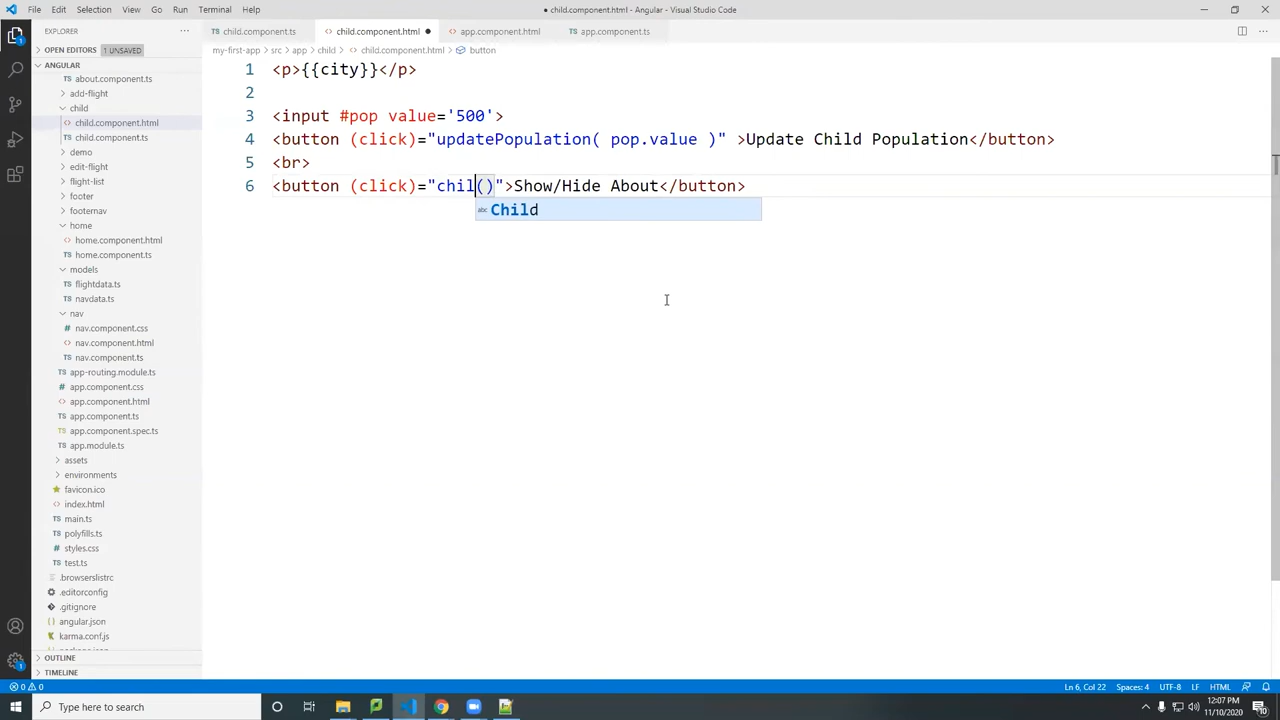 File Edit Selection View Go Run Terminal Help
● child.component.html - Angular - Visual Studio Code
EXPLORER
OPEN EDITORS 1 UNSAVED
ANGULAR
about.component.ts
add-flight
child
child.component.html
child.component.ts
demo
edit-flight
flight-list
footer
footernav
home
home.component.html
home.component.ts
models
flightdata.ts
navdata.ts
nav
nav.component.css
nav.component.html
nav.component.ts
app-routing.module.ts
app.component.css
app.component.html
app.component.ts
app.component.spec.ts
app.module.ts
assets
environments
favicon.ico
index.html
main.ts
polyfills.ts
styles.css
test.ts
.browserslistrc
.editorconfig
.gitignore
angular.json
karma.conf.js
OUTLINE
TIMELINE
child.component.ts child.component.html ● app.component.html app.component.ts
my-first-app > src > app > child > child.component.html > button
1 <p>{{city}}</p>
2
3 <input #pop value='500'>
4 <button (click)="updatePopulation( pop.value )" >Update Child Population</button>
5 <br>
6 <button (click)="chil()">Show/Hide About</button>
abc Child
0 0 Ln 6, Col 22 Spaces: 4 UTF-8 LF HTML
Type here to search
12:07 PM
11/10/2020
10